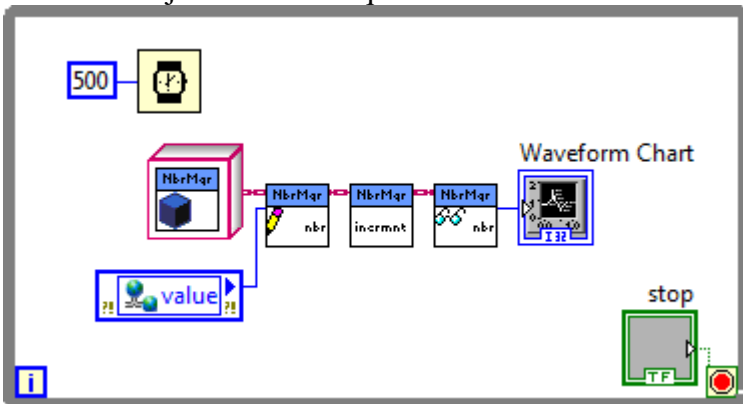 500
NbrMgr
Waveform Chart
NbrMgr
nbr
NbrMgr
incrmnt
NbrMgr
nbr
I32
?!
value
?!
stop
TF
i